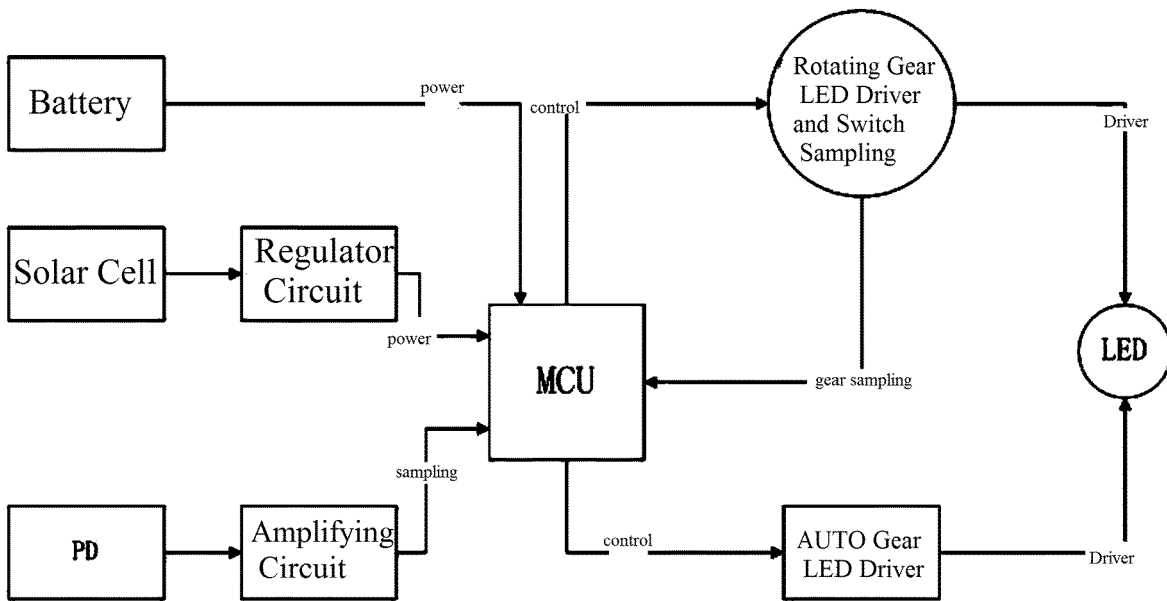 Battery
power
control
Rotating Gear
LED Driver
and Switch
Sampling
Driver
Solar Cell
Regulator
Circuit
power
MCU
LED
gear sampling
sampling
PD
Amplifying
Circuit
control
AUTO Gear
LED Driver
Driver